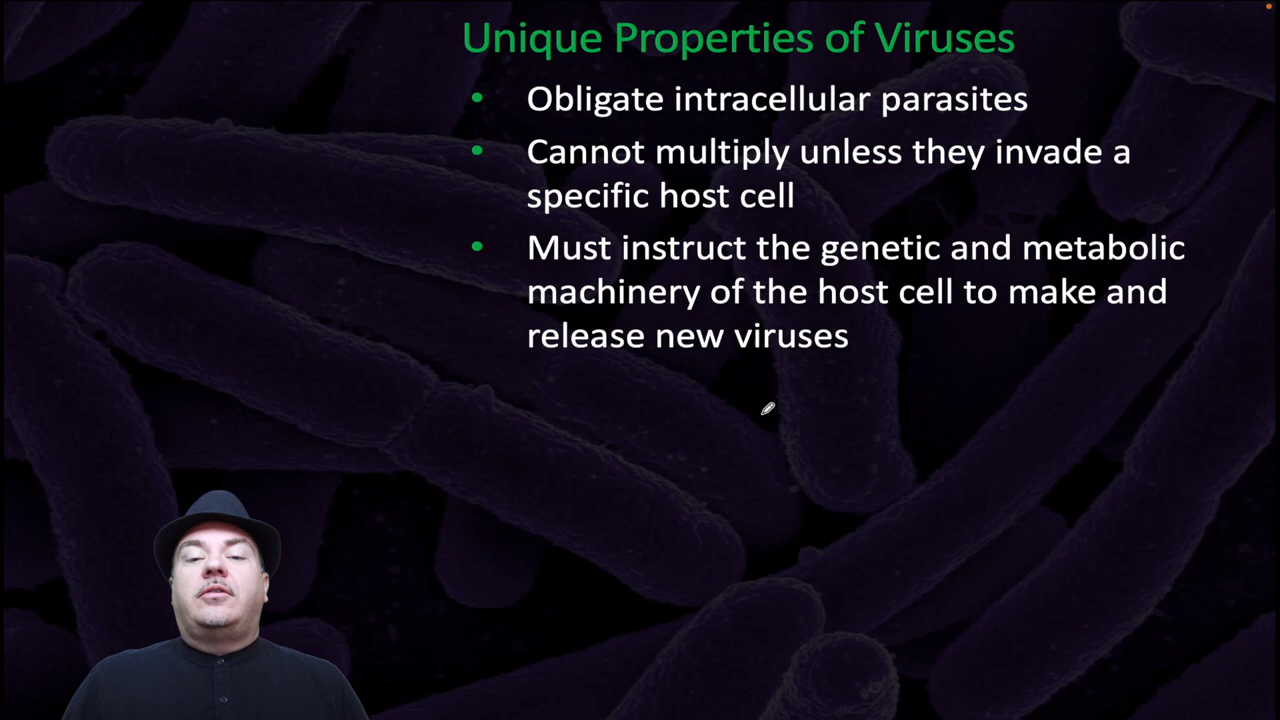 Unique Properties of Viruses
• Obligate intracellular parasites
• Cannot multiply unless they invade a
specific host cell
• Must instruct the genetic and metabolic
machinery of the host cell to make and
release new viruses